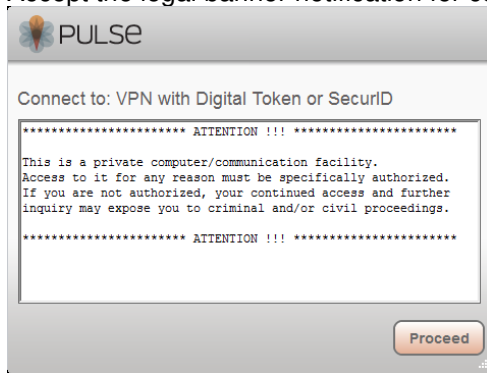 Accept the legal banner notification for
PULSE
Connect to: VPN with Digital Token or SecurID
*********************** ATTENTION !!! ***********************
This is a private computer/communication facility.
Access to it for any reason must be specifically authorized.
If you are not authorized, your continued access and further
inquiry may expose you to criminal and/or civil proceedings.
*********************** ATTENTION !!! ***********************
Proceed